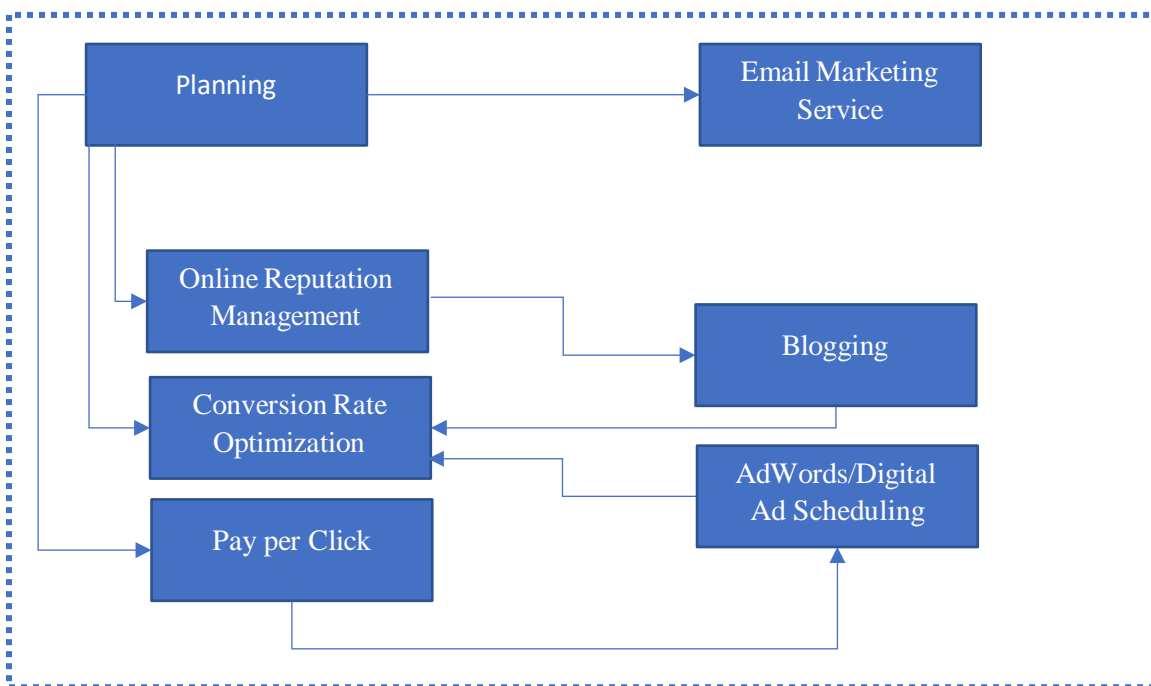 Planning
Email Marketing
Service
Online Reputation
Management
Blogging
Conversion Rate
Optimization
AdWords/Digital
Ad Scheduling
Pay per Click